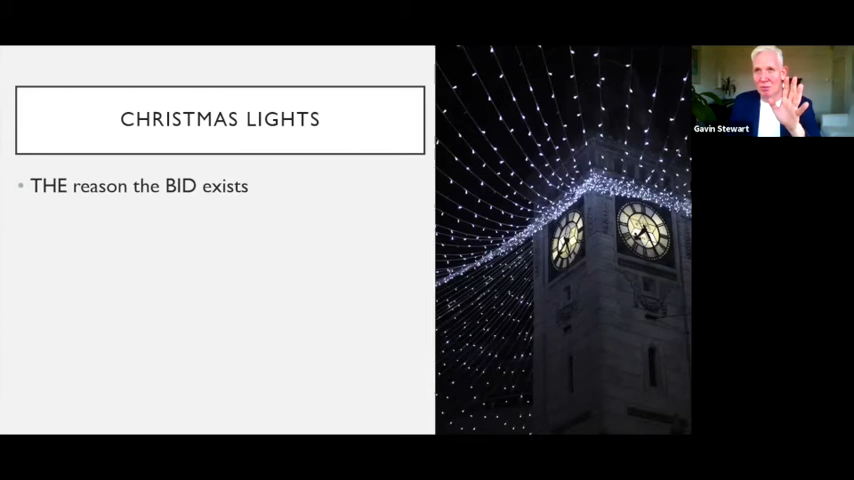 CHRISTMAS LIGHTS
THE reason the BID exists
Gavin Stewart